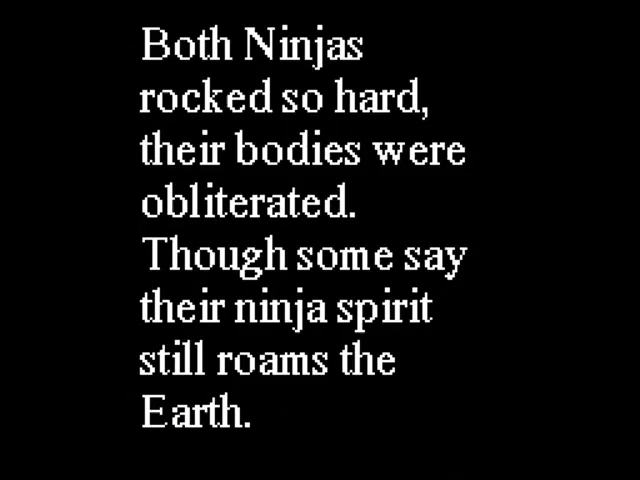 Both Ninjas
rocked so hard,
their bodies were
obliterated.
Though some say
their ninja spirit
still roams the
Earth.